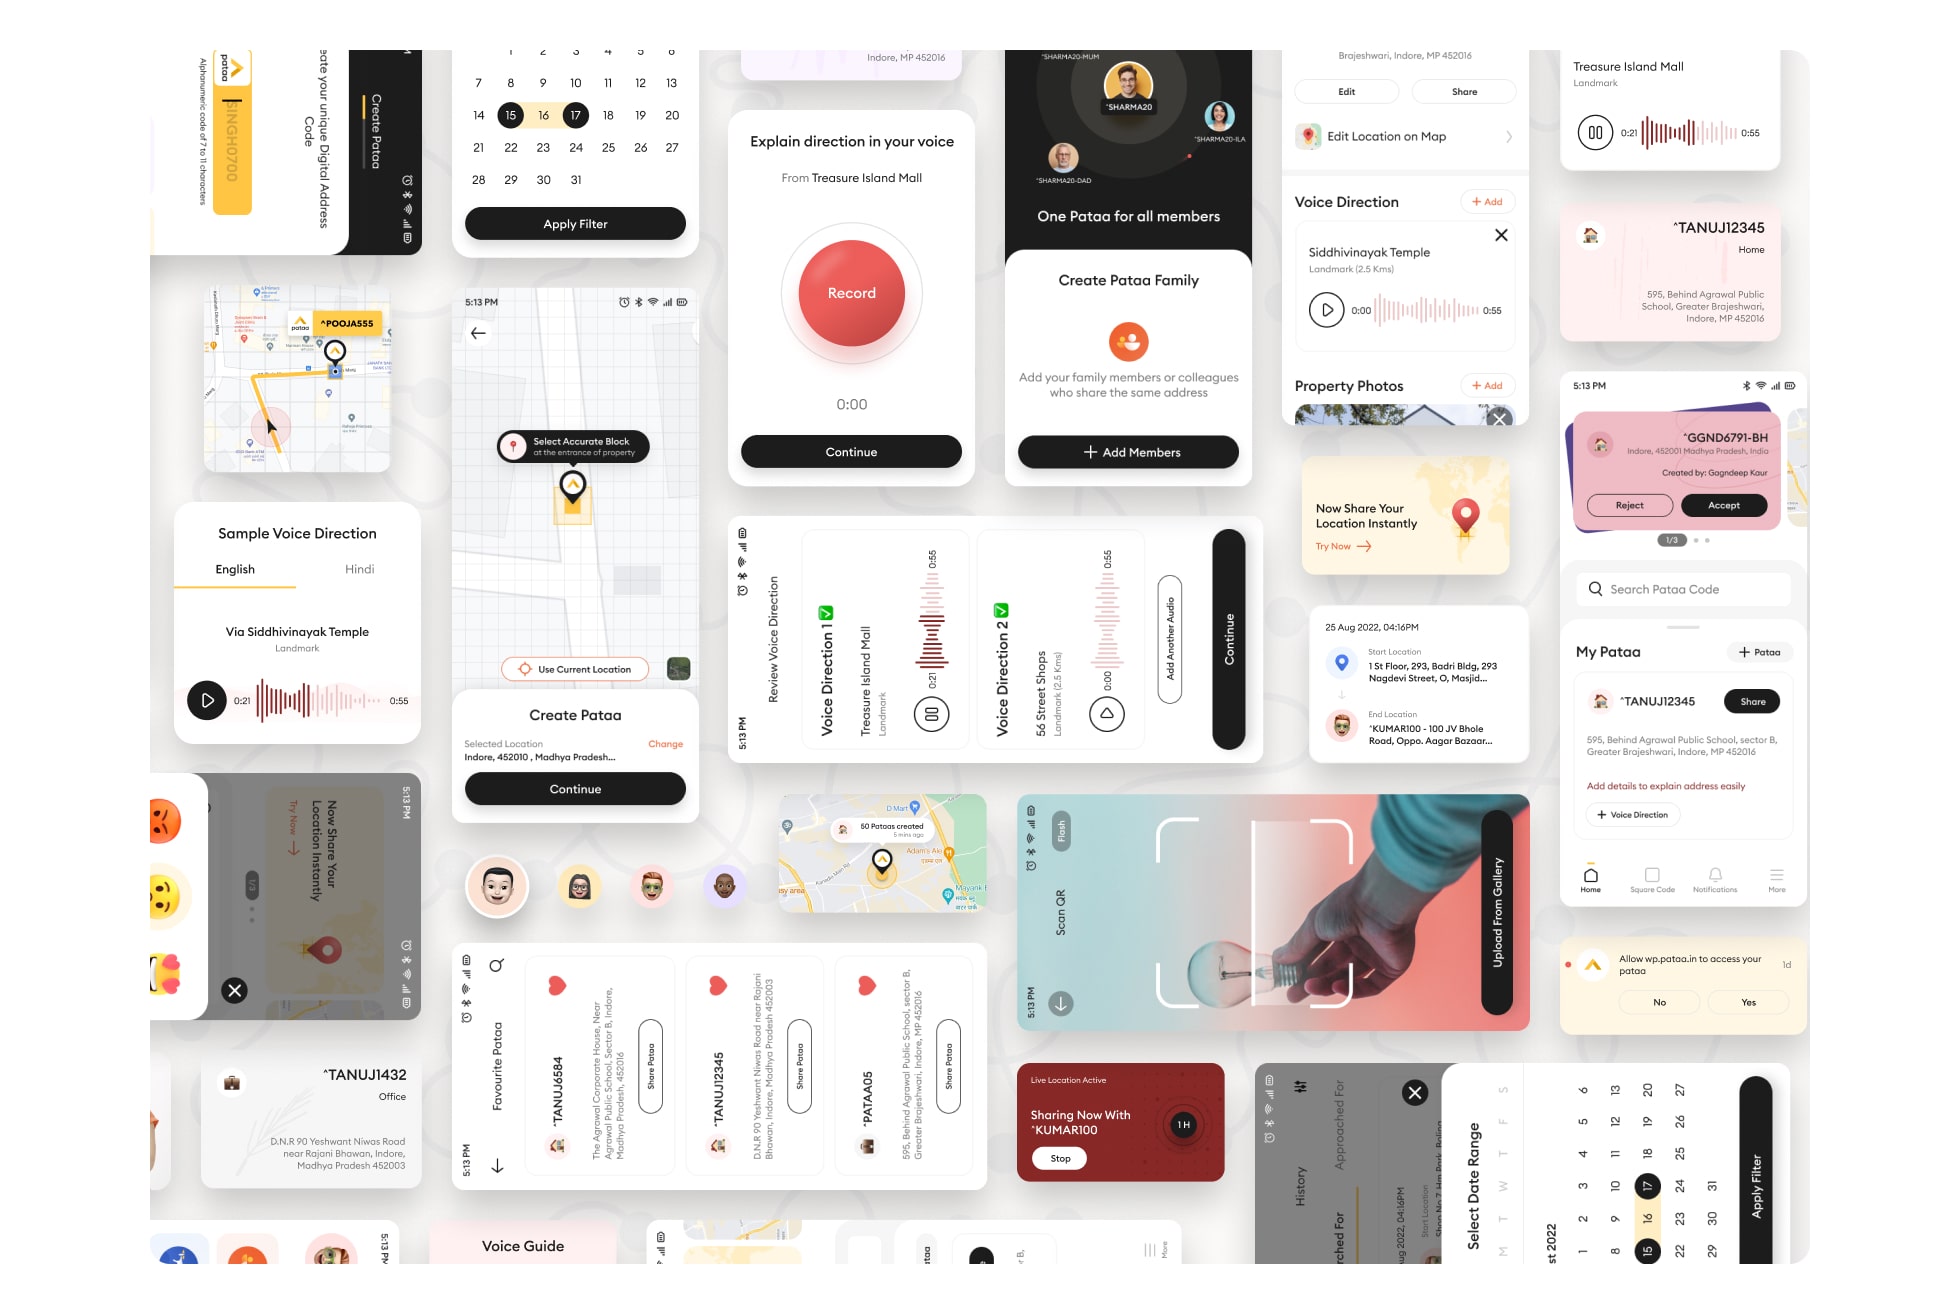 Create Pataa
eate your unique Digital Address
Code
pataa
SINGH0700
Alphanumeric code of 7 to 11 characters
1 2 3 4 5 6
7 8 9 10 11 12 13
14 15 16 17 18 19 20
21 22 23 24 25 26 27
28 29 30 31
Apply Filter
Indore, MP 452016
Explain direction in your voice
From Treasure Island Mall
Record
0:00
Continue
^SHARMA20-MUM
^SHARMA20
^SHARMA20-ILA
^SHARMA20-DAD
One Pataa for all members
Create Pataa Family
Add your family members or colleagues
who share the same address
+ Add Members
Brajeshwari, Indore, MP 452016
Edit
Share
Edit Location on Map
Voice Direction
+ Add
Siddhivinayak Temple
Landmark (2.5 Kms)
0:00
0:55
Property Photos
+ Add
Treasure Island Mall
Landmark
0:21
0:55
^TANUJ12345
Home
595, Behind Agrawal Public
School, Greater Brajeshwari,
Indore, MP 452016
pataa
^POOJA555
Sample Voice Direction
English
Hindi
Via Siddhivinayak Temple
Landmark
0:21
0:55
5:13 PM
Select Accurate Block
at the entrance of property
Use Current Location
Create Pataa
Selected Location
Change
Indore, 452010 , Madhya Pradesh...
Continue
5:13 PM
Review Voice Direction
Voice Direction 1
Treasure Island Mall
Landmark
0:21
0:55
Voice Direction 2
56 Street Shops
Landmark (2.5 Kms)
0:00
0:55
Add Another Audio
Continue
Now Share Your
Location Instantly
Try Now
25 Aug 2022, 04:16PM
Start Location
1 St Floor, 293, Badri Bldg, 293
Nagdevi Street, O, Masjid...
End Location
^KUMAR100 - 100 JV Bhole
Road, Oppo. Aagar Bazaar...
5:13 PM
^GGND6791-BH
Indore, 452001 Madhya Pradesh, India
Created by: Gagndeep Kaur
Reject
Accept
1/3
Search Pataa Code
My Pataa
+ Pataa
^TANUJ12345
Share
595, Behind Agrawal Public School, sector B,
Greater Brajeshwari, Indore, MP 452016
Add details to explain address easily
+ Voice Direction
Home
Square Code
Notifications
More
5:13 PM
Now Share Your
Location Instantly
Try Now
1/3
D Mart
50 Pataas created
5 mins ago
Adam's Ale
Kanadia Main Rd
Mayank B
sy area
5:13 PM
Scan QR
Flash
Upload From Gallery
Allow wp.pataa.in to access your
pataa
1d
No
Yes
^TANUJ1432
Office
D.N.R 90 Yeshwant Niwas Road
near Rajani Bhawan, Indore,
Madhya Pradesh 452003
5:13 PM
Favourite Pataa
^TANUJ6584
The Agrawal Corporate House, Near
Agrawal Public School, Sector B, Indore,
Madhya Pradesh, 452016
Share Pataa
^TANUJ12345
D.N.R 90 Yeshwant Niwas Road near Rajani
Bhawan, Indore, Madhya Pradesh 452003
Share Pataa
^PATAA05
595, Behind Agrawal Public School, sector B,
Greater Brajeshwari, Indore, MP 452016
Share Pataa
Live Location Active
Sharing Now With
^KUMAR100
1 H
Stop
History
rched For
Approached For
Aug 2022, 04:16PM
Start Location
Select Date Range
M T W T F S
st 2022
1 2 3 4 5 6
8 9 10 11 12 13
15 16 17 18 19 20
22 23 24 25 26 27
29 30 31
Apply Filter
5:13 PM
Voice Guide
More